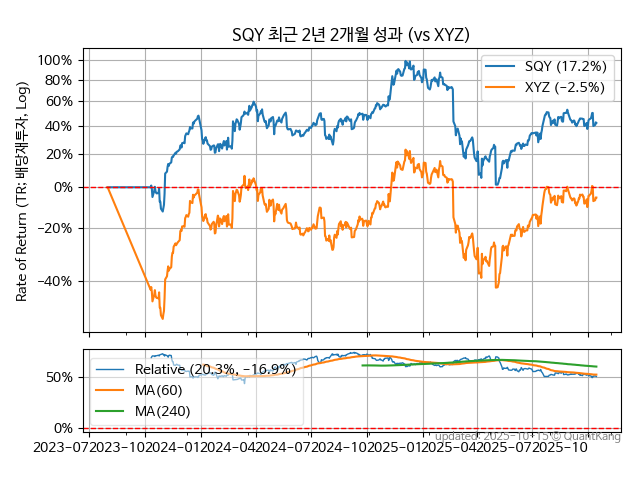 SQY 최근 2년 2개월 성과 (vs XYZ)
Rate of Return (TR: 배당재투자, Log)
100%
80%
60%
40%
20%
0%
−20%
−40%
SQY (17.2%)
XYZ (−2.5%)
50%
0%
Relative (20.3%, −16.9%)
MA(60)
MA(240)
updated: 2025-10-15 © QuantKang
2023−07
2023−10
2024−01
2024−04
2024−07
2024−10
2025−01
2025−04
2025−07
2025−10